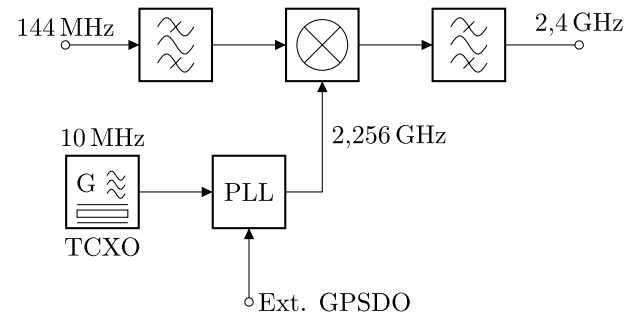 144 MHz
2,4 GHz
10 MHz
2,256 GHz
G
PLL
TCXO
Ext. GPSDO